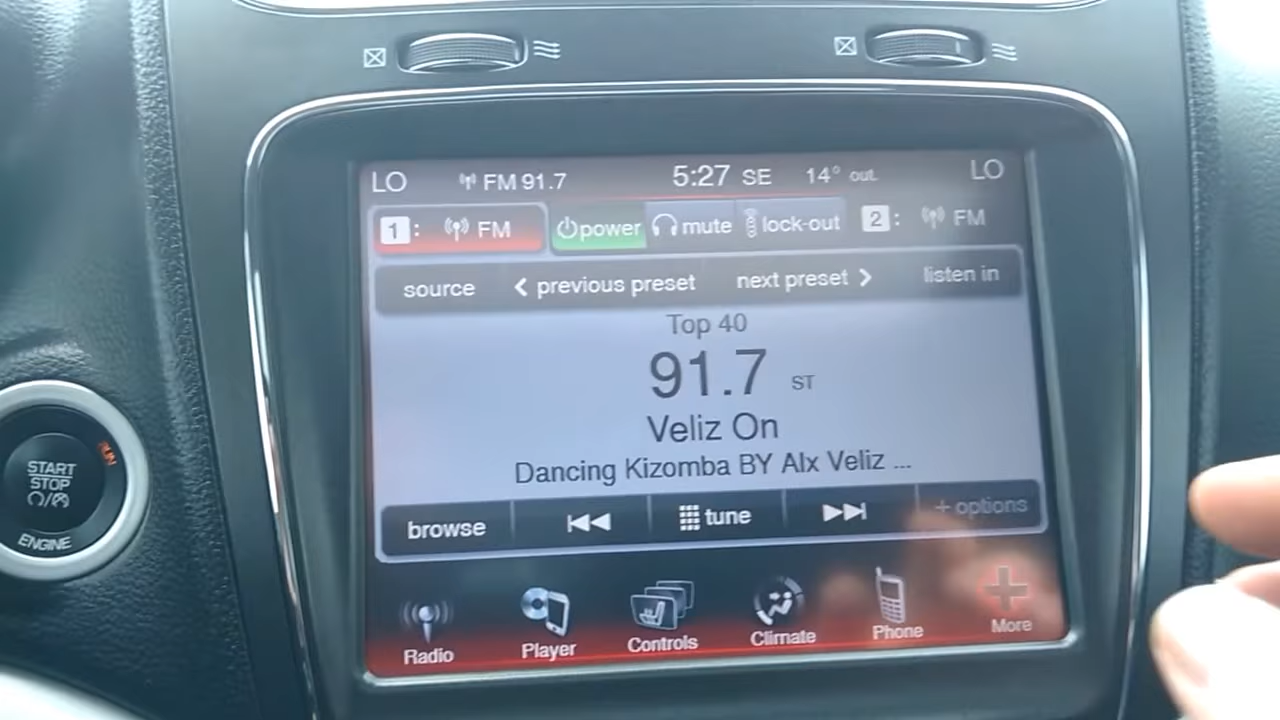 LO FM 91.7 5:27 SE 14° out. LO
1: FM power mute lock-out 2: FM
source < previous preset next preset > listen in
Top 40
91.7 ST
Veliz On
Dancing Kizomba BY Alx Veliz ...
browse tune + options
Radio Player Controls Climate Phone More
RUN
START
STOP
ENGINE